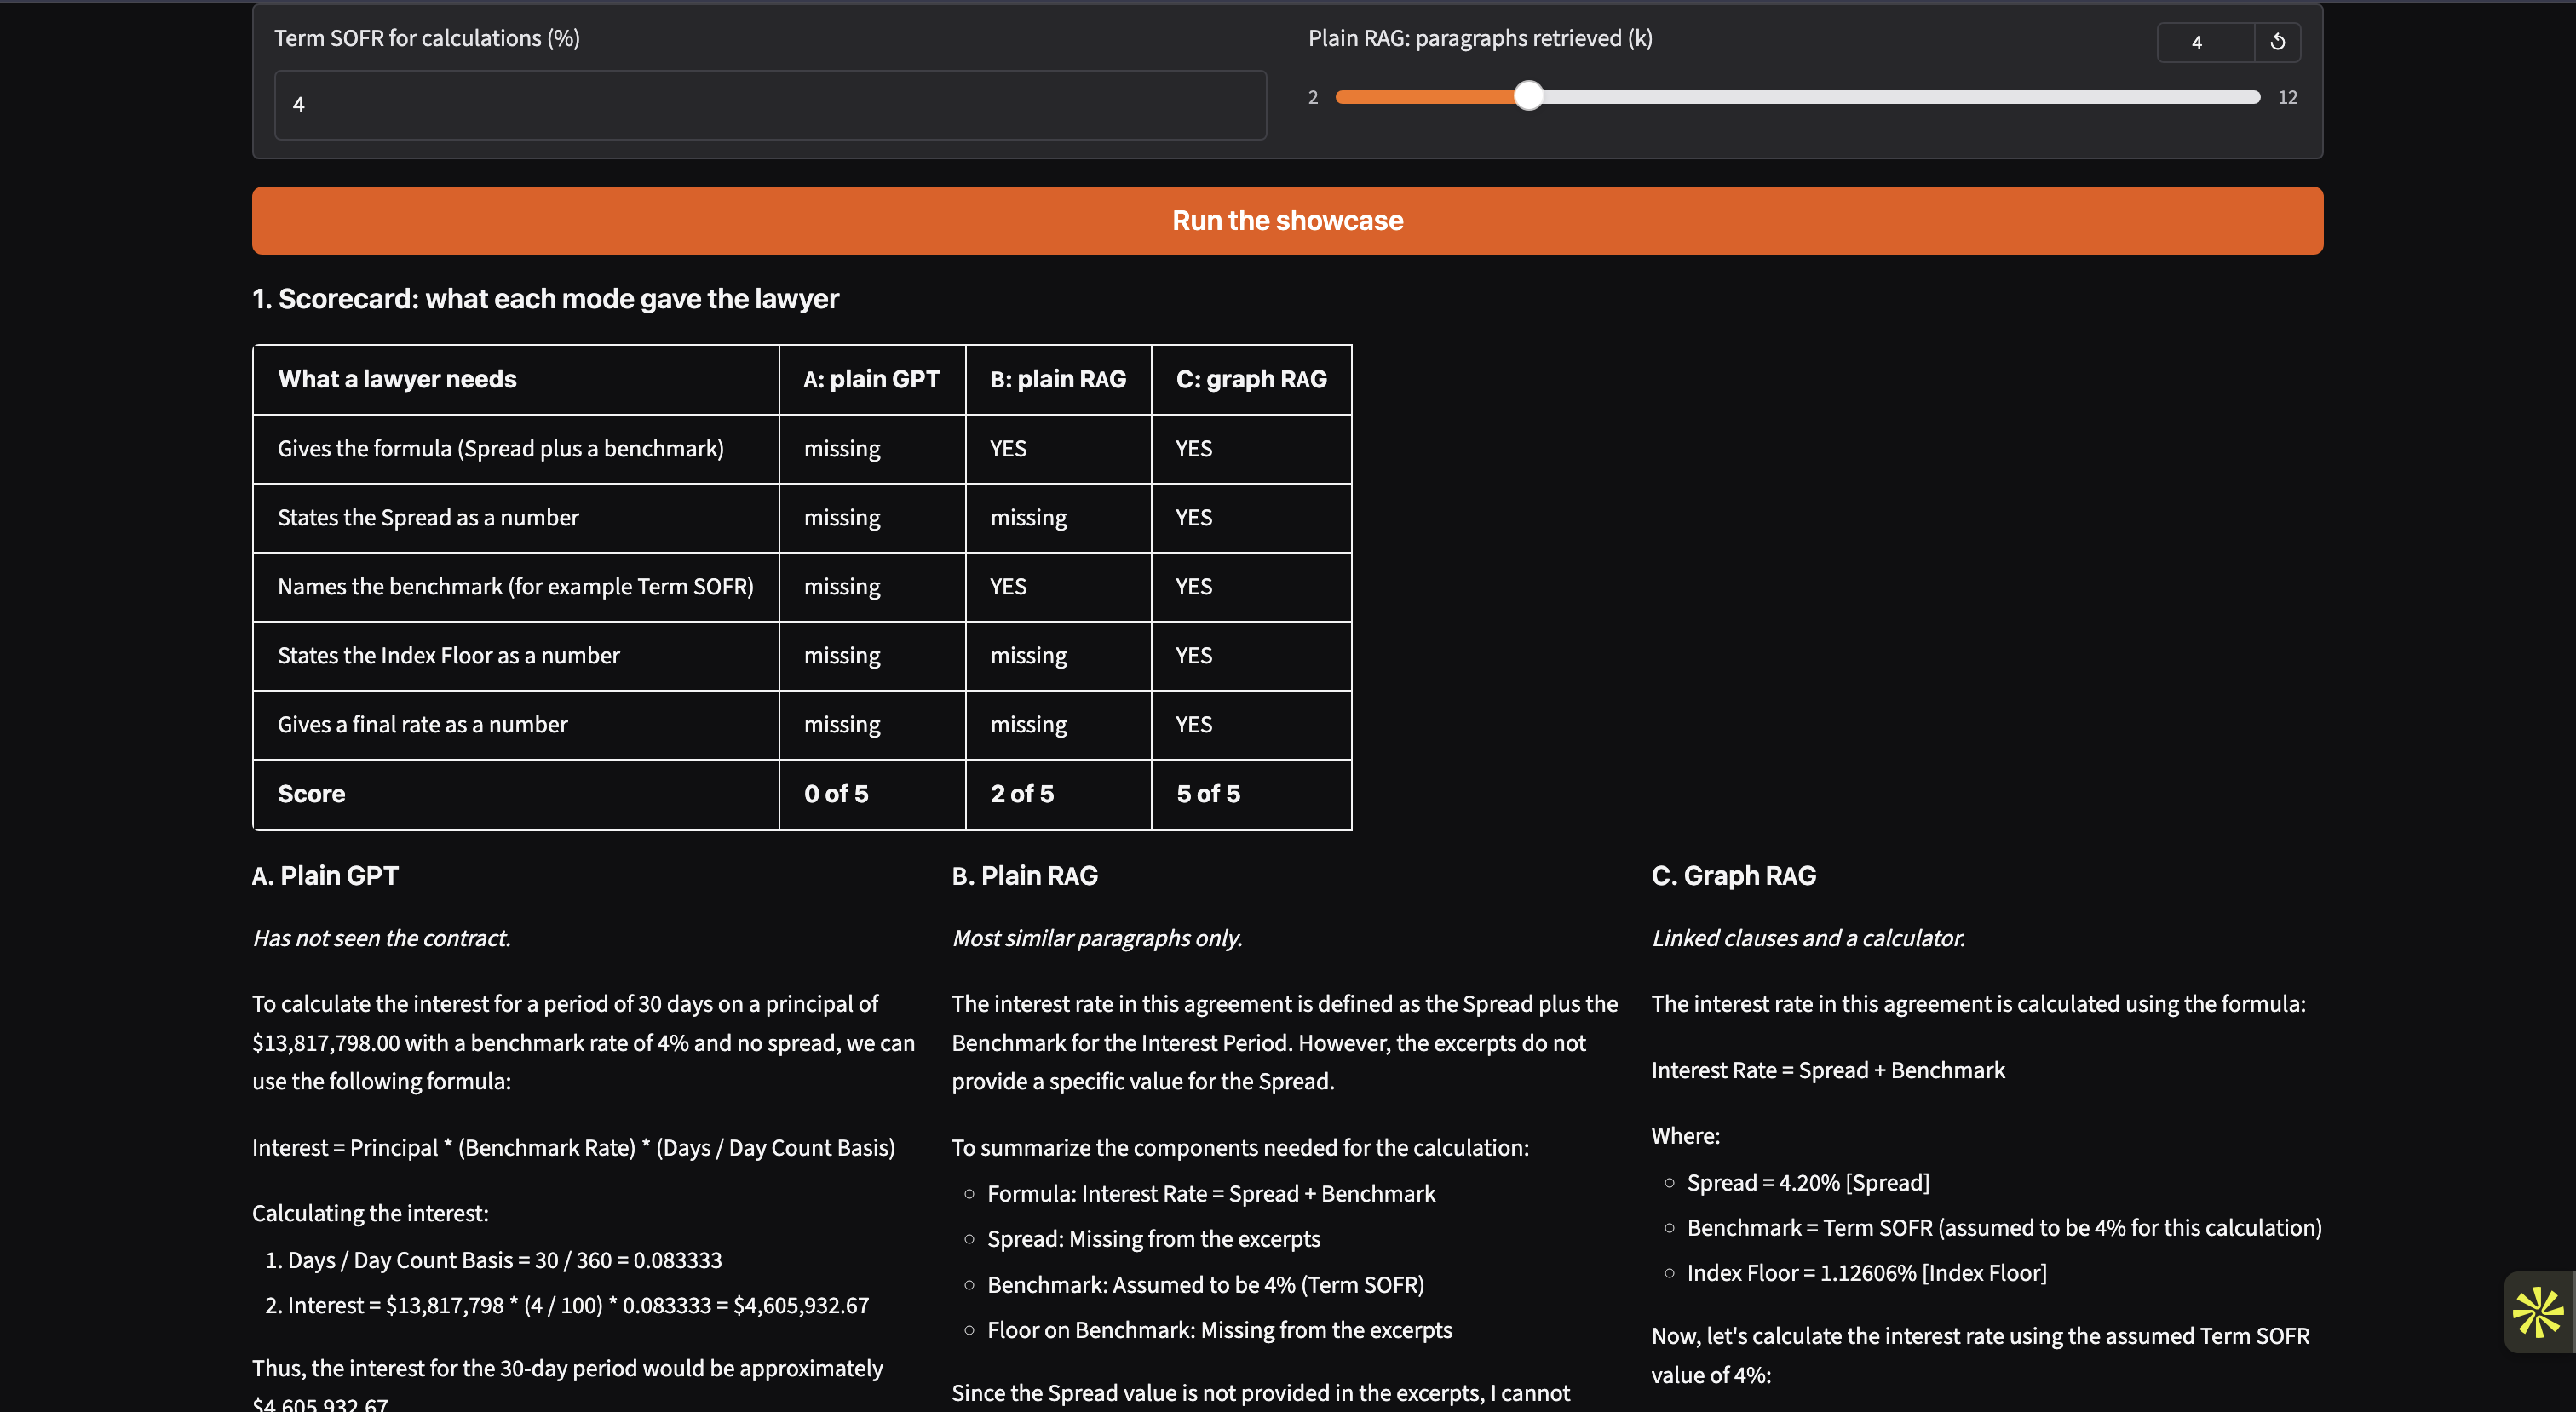 Term SOFR for calculations (%)
4
Plain RAG: paragraphs retrieved (k)
4
2
12
Run the showcase
1. Scorecard: what each mode gave the lawyer
What a lawyer needs A: plain GPT B: plain RAG C: graph RAG
Gives the formula (Spread plus a benchmark) missing YES YES
States the Spread as a number missing missing YES
Names the benchmark (for example Term SOFR) missing YES YES
States the Index Floor as a number missing missing YES
Gives a final rate as a number missing missing YES
Score 0 of 5 2 of 5 5 of 5
A. Plain GPT
Has not seen the contract.
To calculate the interest for a period of 30 days on a principal of
$13,817,798.00 with a benchmark rate of 4% and no spread, we can
use the following formula:
Interest = Principal * (Benchmark Rate) * (Days / Day Count Basis)
Calculating the interest:
1. Days / Day Count Basis = 30 / 360 = 0.083333
2. Interest = $13,817,798 * (4 / 100) * 0.083333 = $4,605,932.67
Thus, the interest for the 30-day period would be approximately
$4,605,932.67
B. Plain RAG
Most similar paragraphs only.
The interest rate in this agreement is defined as the Spread plus the
Benchmark for the Interest Period. However, the excerpts do not
provide a specific value for the Spread.
To summarize the components needed for the calculation:
Formula: Interest Rate = Spread + Benchmark
Spread: Missing from the excerpts
Benchmark: Assumed to be 4% (Term SOFR)
Floor on Benchmark: Missing from the excerpts
Since the Spread value is not provided in the excerpts, I cannot
C. Graph RAG
Linked clauses and a calculator.
The interest rate in this agreement is calculated using the formula:
Interest Rate = Spread + Benchmark
Where:
Spread = 4.20% [Spread]
Benchmark = Term SOFR (assumed to be 4% for this calculation)
Index Floor = 1.12606% [Index Floor]
Now, let's calculate the interest rate using the assumed Term SOFR
value of 4%: